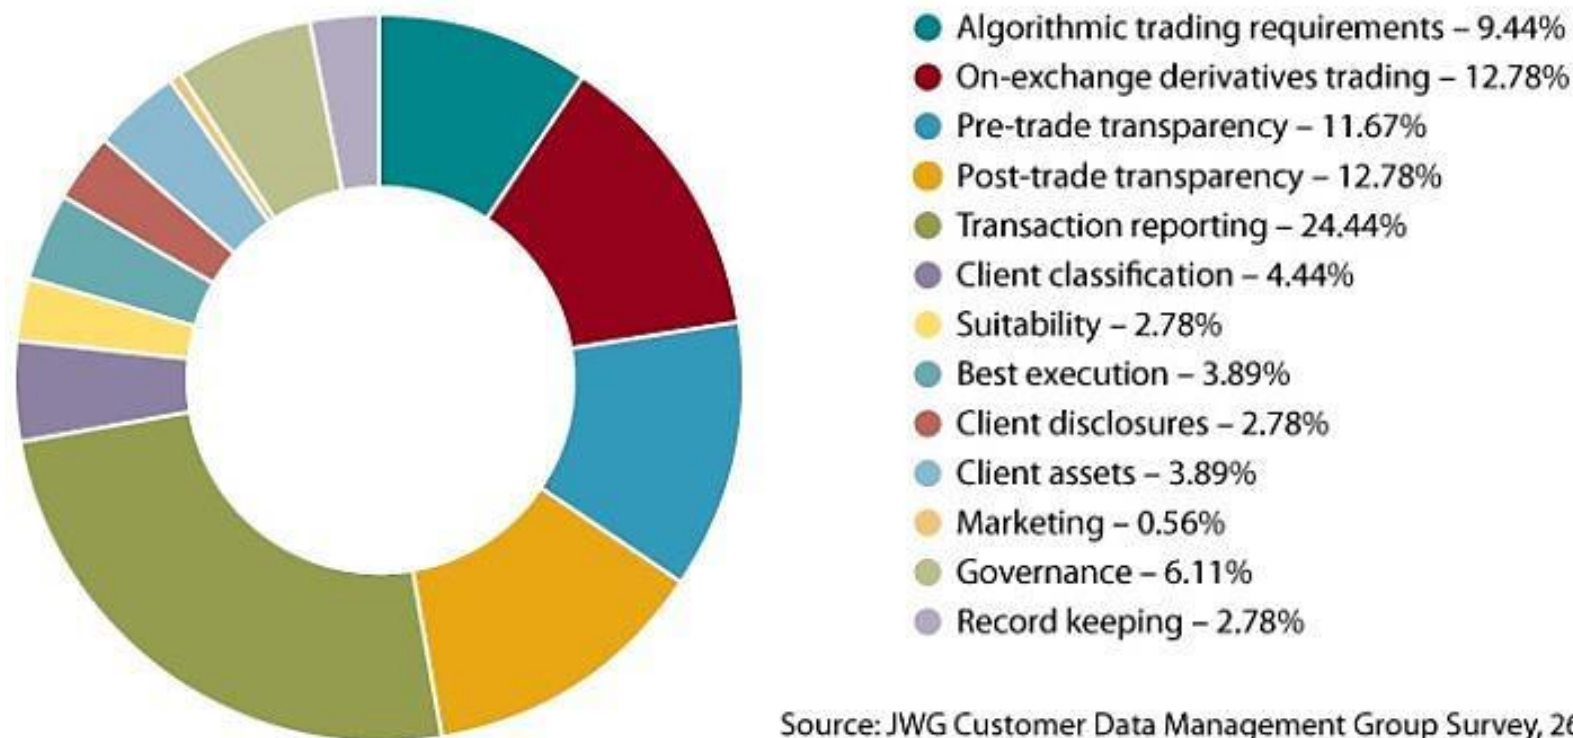 Algorithmic trading requirements – 9.44%
On-exchange derivatives trading – 12.78%
Pre-trade transparency – 11.67%
Post-trade transparency – 12.78%
Transaction reporting – 24.44%
Client classification – 4.44%
Suitability – 2.78%
Best execution – 3.89%
Client disclosures – 2.78%
Client assets – 3.89%
Marketing – 0.56%
Governance – 6.11%
Record keeping – 2.78%
Source: JWG Customer Data Management Group Survey,